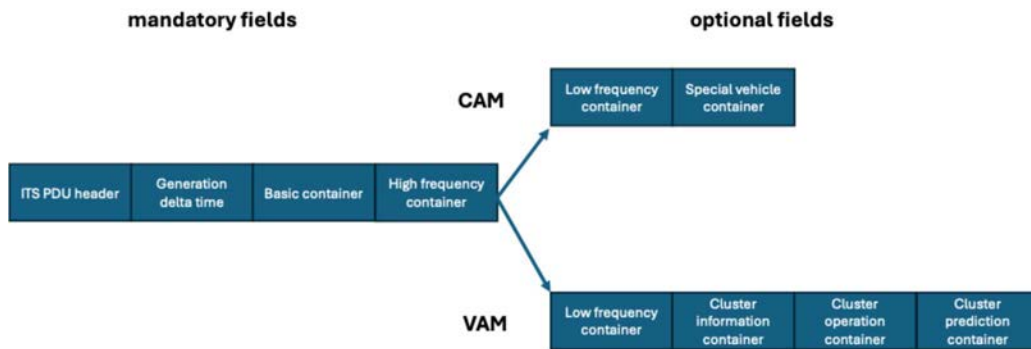 mandatory fields
optional fields
CAM
Low frequency
container
Special vehicle
container
ITS PDU header
Generation
delta time
Basic container
High frequency
container
VAM
Low frequency
container
Cluster
information
container
Cluster
operation
container
Cluster
prediction
container